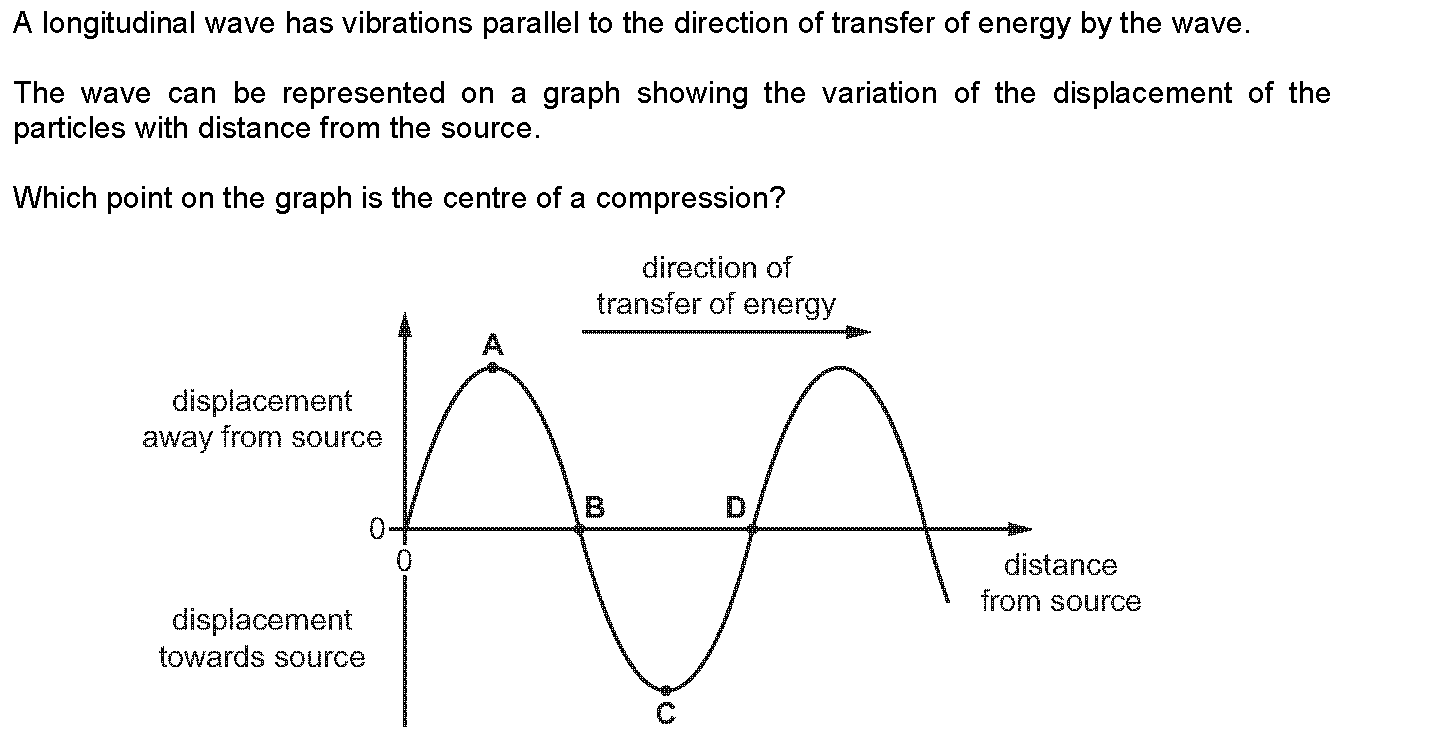 A longitudinal wave has vibrations parallel to the direction of transfer of energy by the wave.
The wave can be represented on a graph showing the variation of the displacement of the
particles with distance from the source.
Which point on the graph is the centre of a compression?
direction of
transfer of energy
A
displacement
away from source
B
D
0
0
distance
from source
displacement
towards source
C